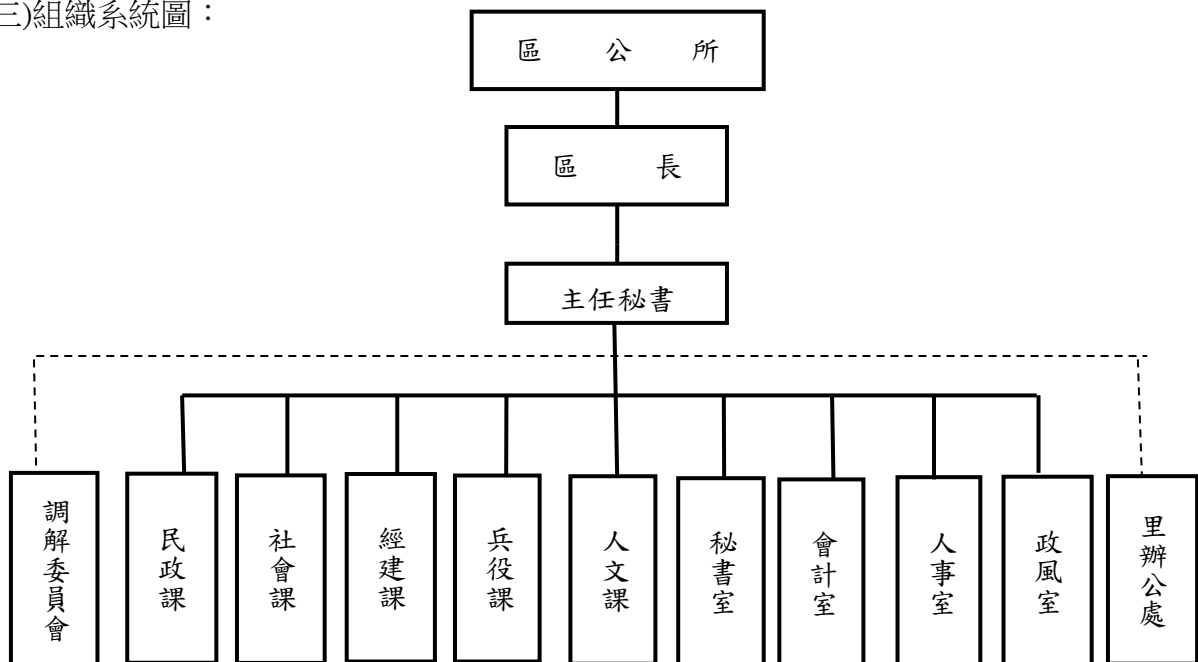 三)組織系統圖：
區公所
區長
主任秘書
調解委員會
民政課
社會課
經建課
兵役課
人文課
秘書室
會計室
人事室
政風室
里辦公處